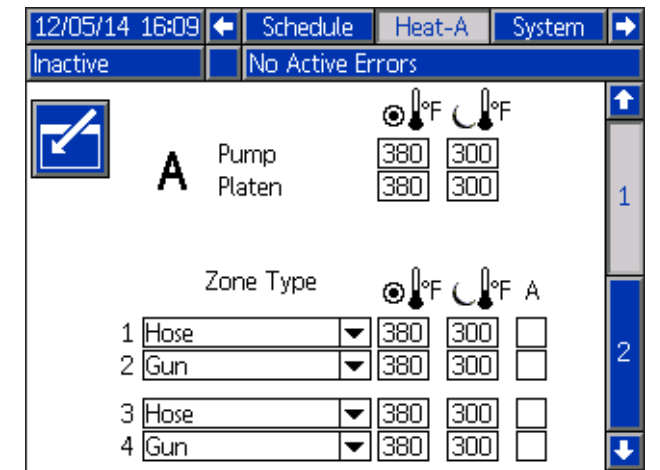 12/05/14 16:09 Schedule Heat-A System
Inactive No Active Errors
°F °F
A Pump 380 300
Platen 380 300
1
Zone Type °F °F A
1 Hose 380 300
2 Gun 380 300
2
3 Hose 380 300
4 Gun 380 300